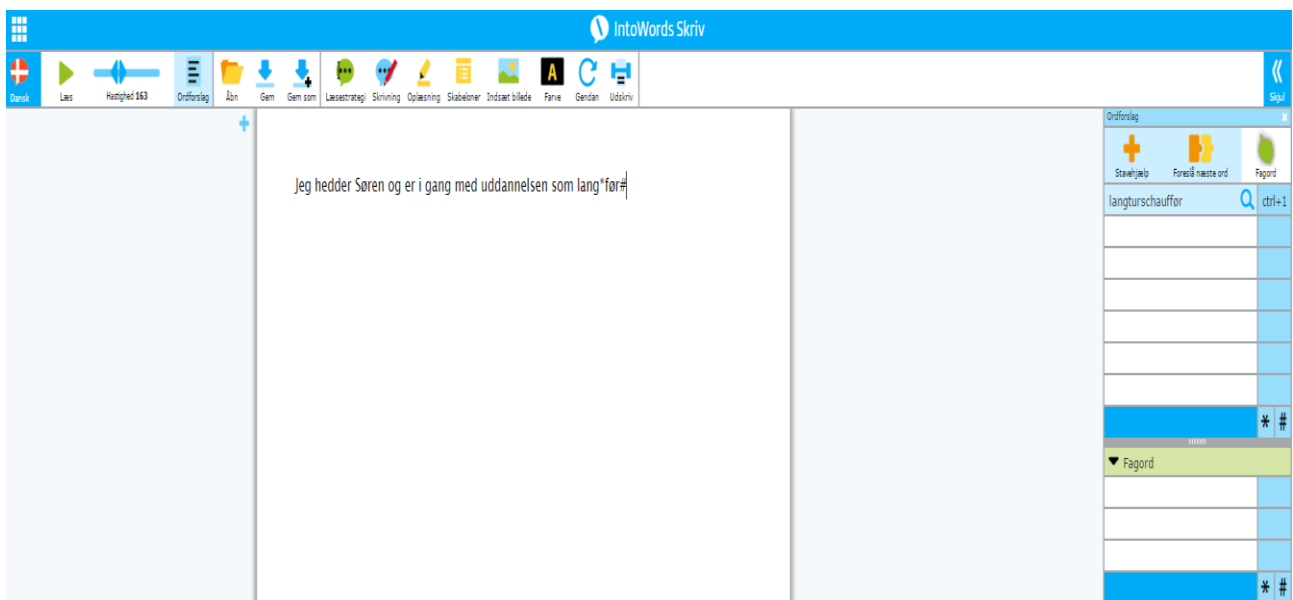 IntoWords Skriv
Dansk Læs Hastighed 163 Ordforslag Åbn Gem Gem som Læsestrategi Skrivning Oplæsning Skabeloner Indsæt billede A Farve Gendan Udskriv Skjul
Ordforslag x
Stavehjælp Foreslå næste ord Fagord
Jeg hedder Søren og er i gang med uddannelsen som lang*før#
langturschauffør ctrl+1
* #
Fagord
* #